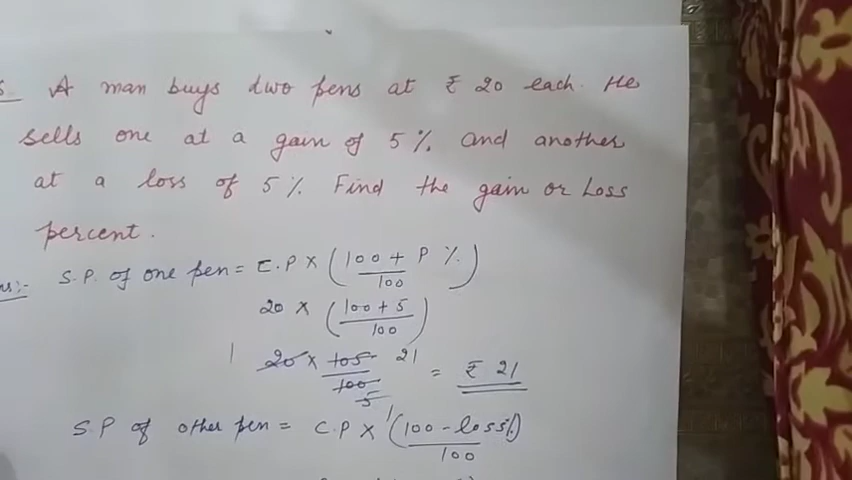 A man buys two pens at ₹ 20 each. He
sells one at a gain of 5 % and another
at a loss of 5 % Find the gain or Loss
percent.
ns:- S.P. of one pen = C.P × (100 + P % / 100)
20 × (100 + 5 / 100)
1 20 × 105 / 100 21 5 = ₹ 21
S.P of other pen = C.P × (100 - loss% / 100)